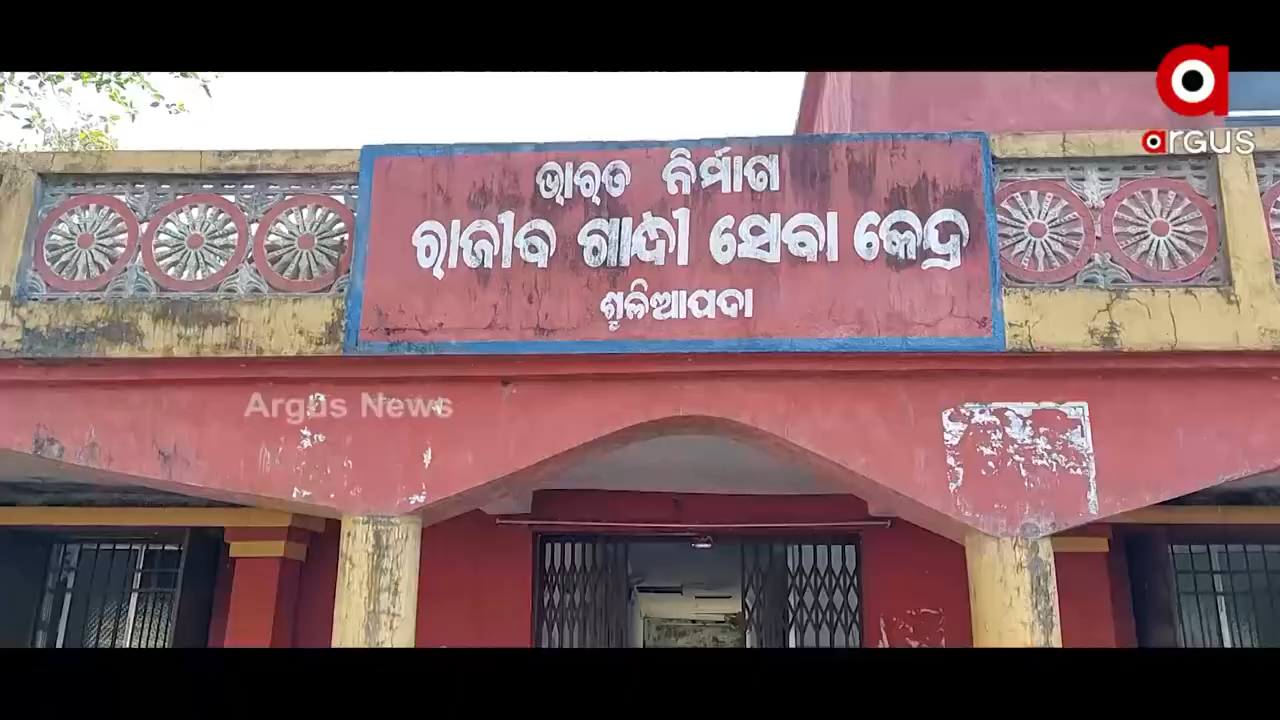 argus
ଭାରତ ନିର୍ମାଣ
ରାଜୀବ ଗାନ୍ଧୀ ସେବା କେନ୍ଦ୍ର
ଶୁଳିଆପଦା
Argus News